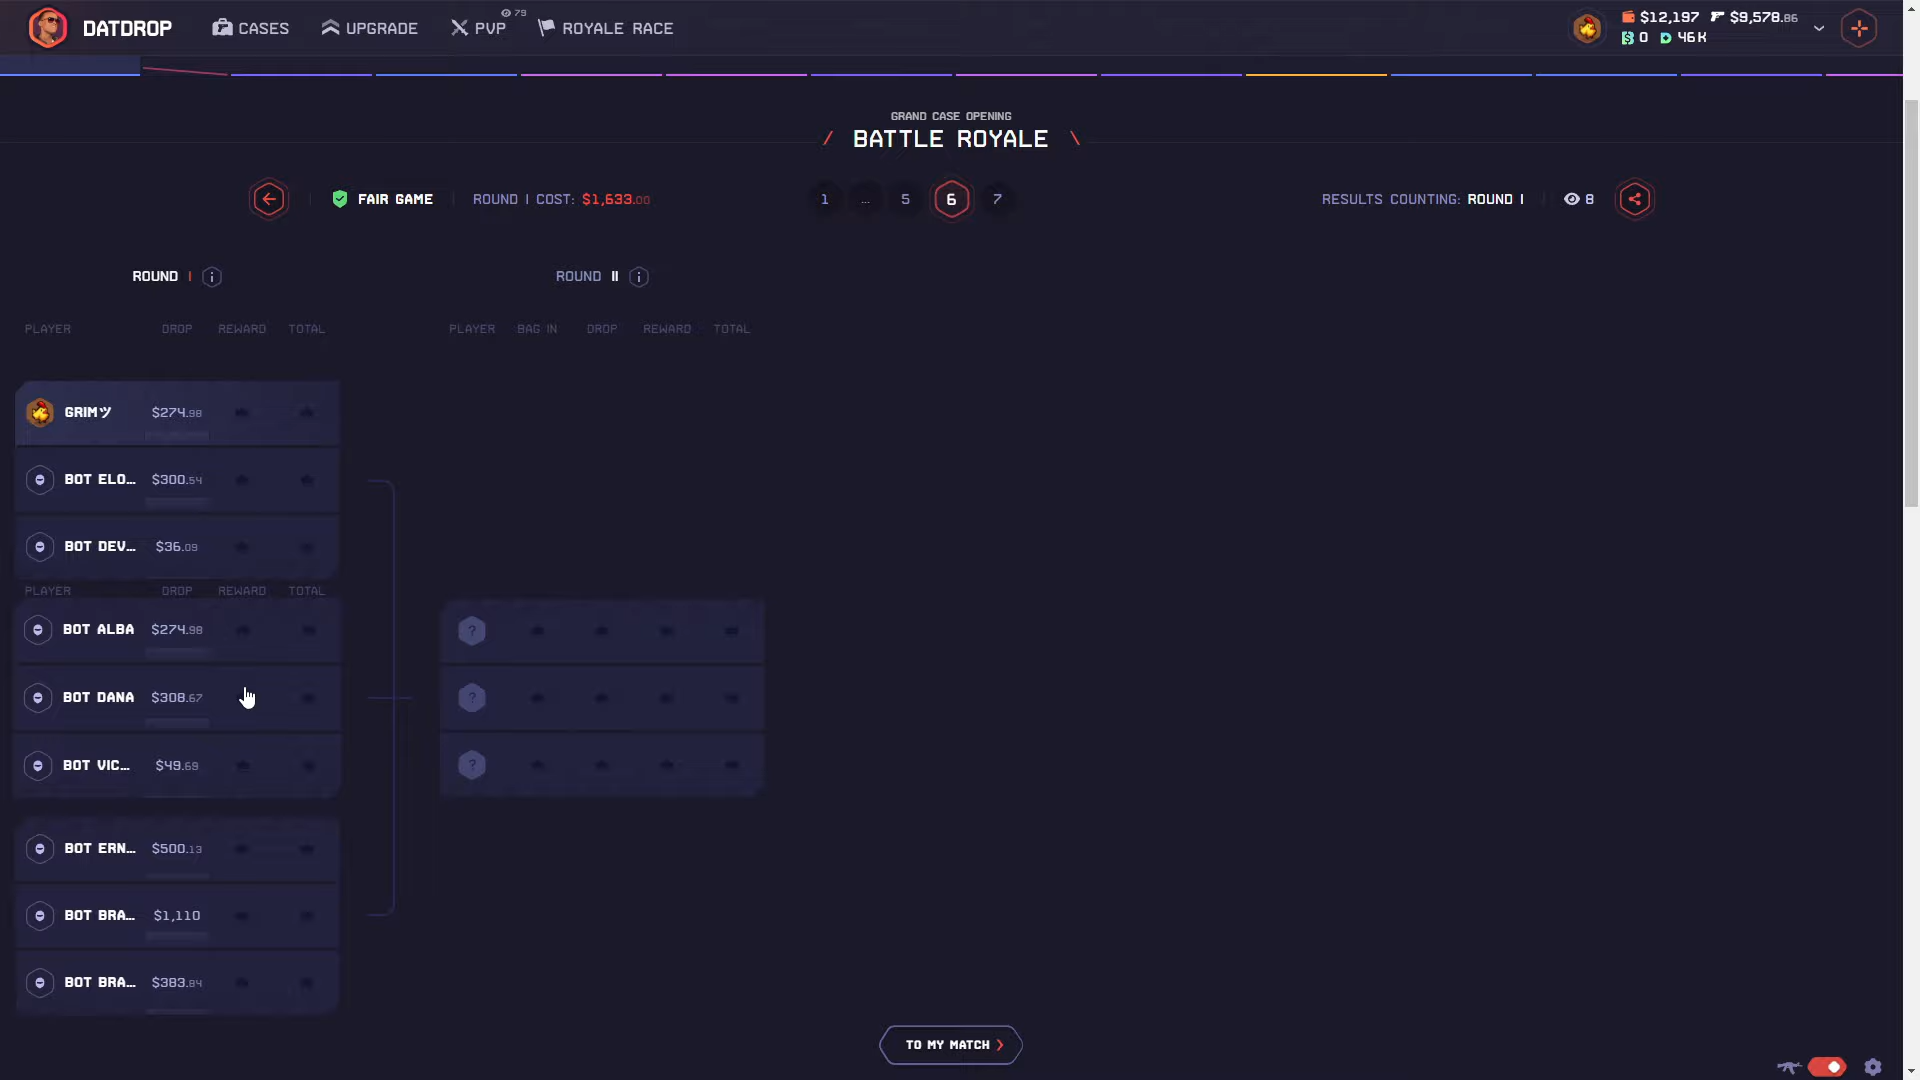 DATDROP CASES UPGRADE PVP 79 ROYALE RACE $12,197 $9,578.86
0 46K
GRAND CASE OPENING
/ BATTLE ROYALE \
FAIR GAME ROUND I COST: $1,633.00 1 ... 5 6 7 RESULTS COUNTING: ROUND I 8
ROUND I i ROUND II i
PLAYER DROP REWARD TOTAL PLAYER BAG IN DROP REWARD TOTAL
GRIMツ $274.98
BOT ELO... $300.54
BOT DEV... $36.09
PLAYER DROP REWARD TOTAL
BOT ALBA $274.98 ?
BOT DANA $308.67 ?
BOT VIC... $49.69 ?
BOT ERN... $500.13
BOT BRA... $1,110
BOT BRA... $383.84
TO MY MATCH >